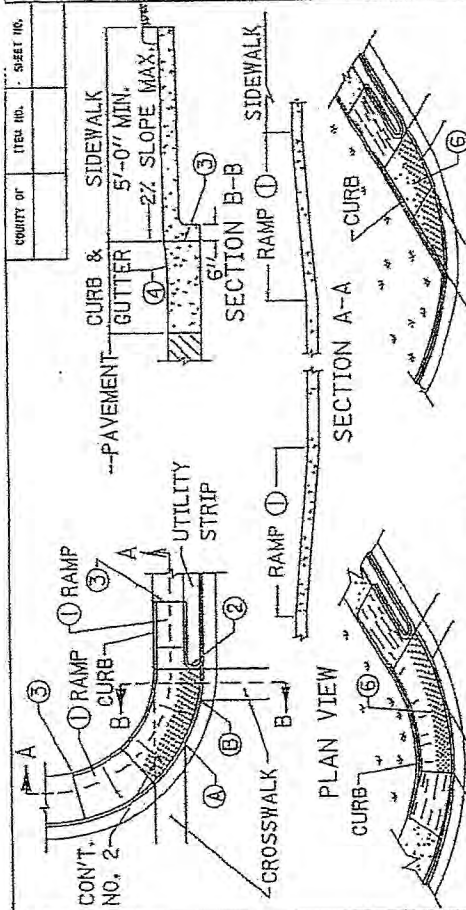 COUNTY OF
ITEM NO.
SHEET NO.
A
③
① RAMP
CON'T.
NO. 2
① RAMP
CURB
③
A
UTILITY
STRIP
B
②
A
B
B
CROSSWALK
PLAN VIEW
CURB
⑥
PAVEMENT
CURB &
GUTTER
SIDEWALK
5'-0" MIN.
2% SLOPE MAX.
④
③
6"
SECTION B-B
RAMP ①
RAMP ①
SIDEWALK
SECTION A-A
CURB
⑥